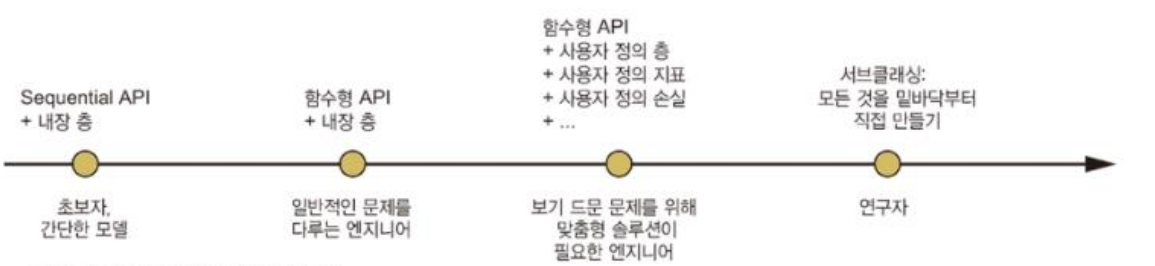 Sequential API
+ 내장 층
함수형 API
+ 내장 층
함수형 API
+ 사용자 정의 층
+ 사용자 정의 지표
+ 사용자 정의 손실
+ ...
서브클래싱:
모든 것을 밑바닥부터
직접 만들기
초보자,
간단한 모델
일반적인 문제를
다루는 엔지니어
보기 드문 문제를 위해
맞춤형 솔루션이
필요한 엔지니어
연구자